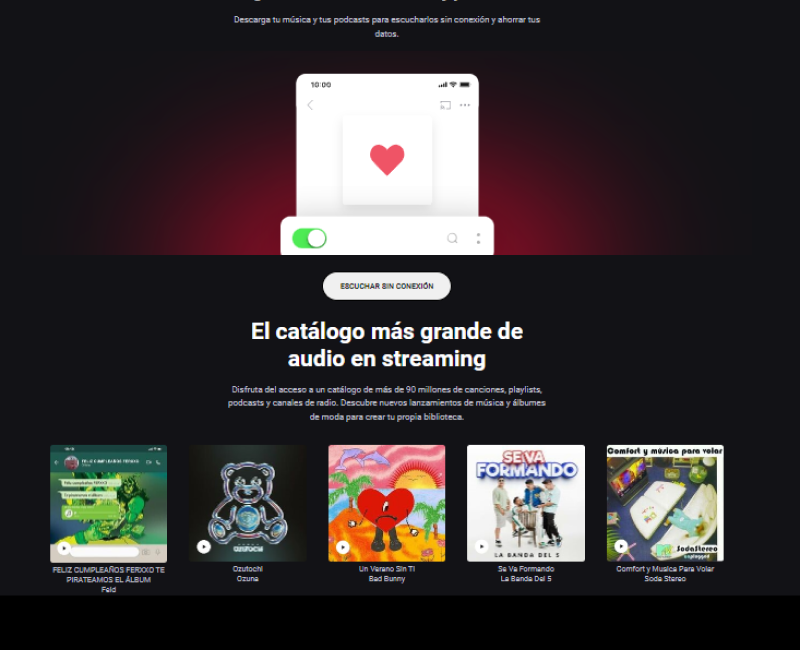 Descarga tu música y tus podcasts para escucharlos sin conexión y ahorrar tus
datos.
10:00
ESCUCHAR SIN CONEXIÓN
El catálogo más grande de
audio en streaming
Disfruta del acceso a un catálogo de más de 90 millones de canciones, playlists,
podcasts y canales de radio. Descubre nuevos lanzamientos de música y álbumes
de moda para crear tu propia biblioteca.
FELIZ CUMPLEAÑOS FERXXO
SE VA
FORMANDO
LA BANDA DEL 5
Comfort y música para volar
SodaStereo
unplugged
FELIZ CUMPLEAÑOS FERXXO TE
PIRATEAMOS EL ÁLBUM
Feid
Ozutochi
Ozuna
Un Verano Sin Ti
Bad Bunny
Se Va Formando
La Banda Del 5
Comfort y Musica Para Volar
Soda Stereo